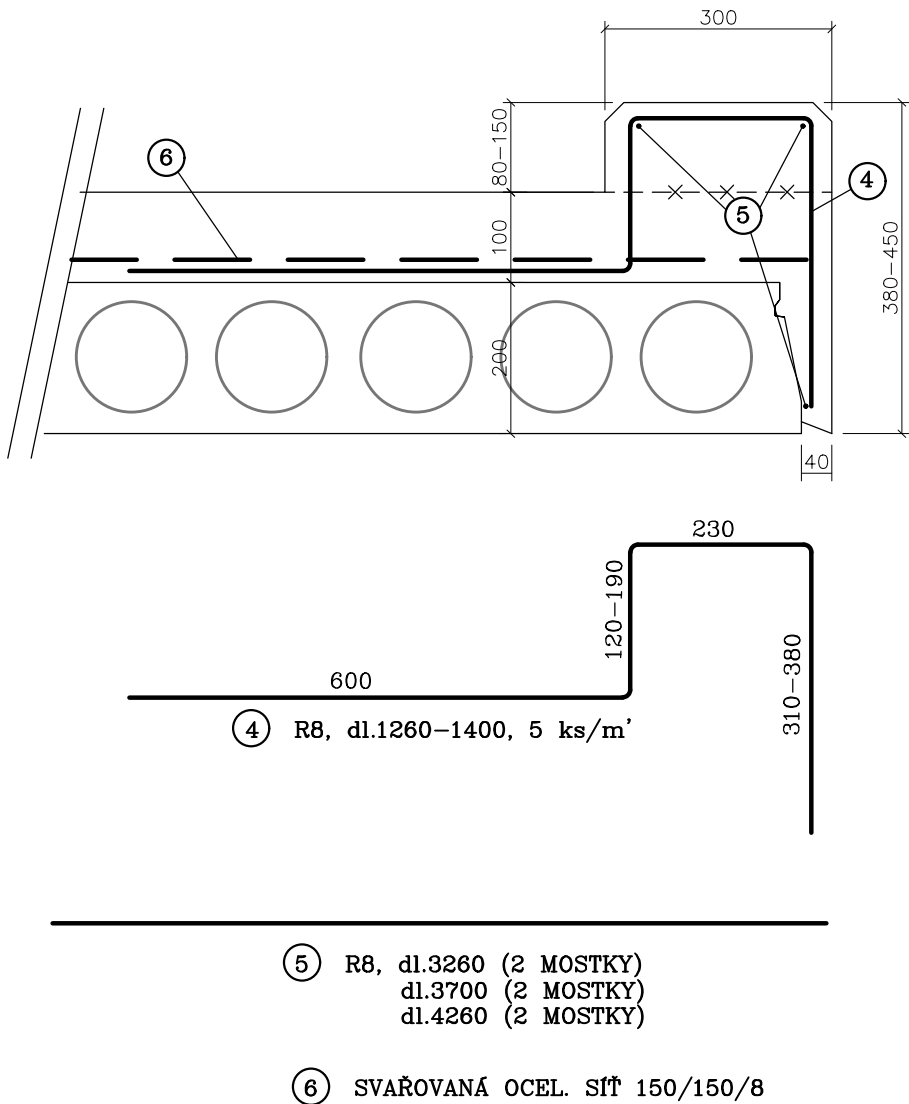 300
80-150
6
4
5
100
380-450
200
40
230
120-190
600
310-380
4 R8, dl.1260-1400, 5 ks/m'
5 R8, dl.3260 (2 MOSTKY)
dl.3700 (2 MOSTKY)
dl.4260 (2 MOSTKY)
6 SVAŘOVANÁ OCEL. SÍŤ 150/150/8